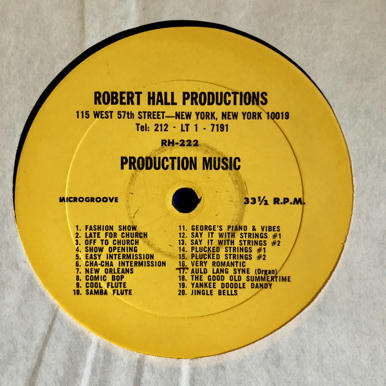 ROBERT HALL PRODUCTIONS
115 WEST 57th STREET—NEW YORK, NEW YORK 10019
Tel: 212 - LT 1 - 7191
RH-222
PRODUCTION MUSIC
MICROGROOVE
33⅓ R.P.M.
1. FASHION SHOW
2. LATE FOR CHURCH
3. OFF TO CHURCH
4. SHOW OPENING
5. EASY INTERMISSION
6. CHA-CHA INTERMISSION
7. NEW ORLEANS
8. COMIC BOP
9. COOL FLUTE
10. SAMBA FLUTE
11. GEORGE'S PIANO & VIBES
12. SAY IT WITH STRINGS #1
13. SAY IT WITH STRINGS #2
14. PLUCKED STRINGS #1
15. PLUCKED STRINGS #2
16. VERY ROMANTIC
17. AULD LANG SYNE (Organ)
18. THE GOOD OLD SUMMERTIME
19. YANKEE DOODLE DANDY
20. JINGLE BELLS